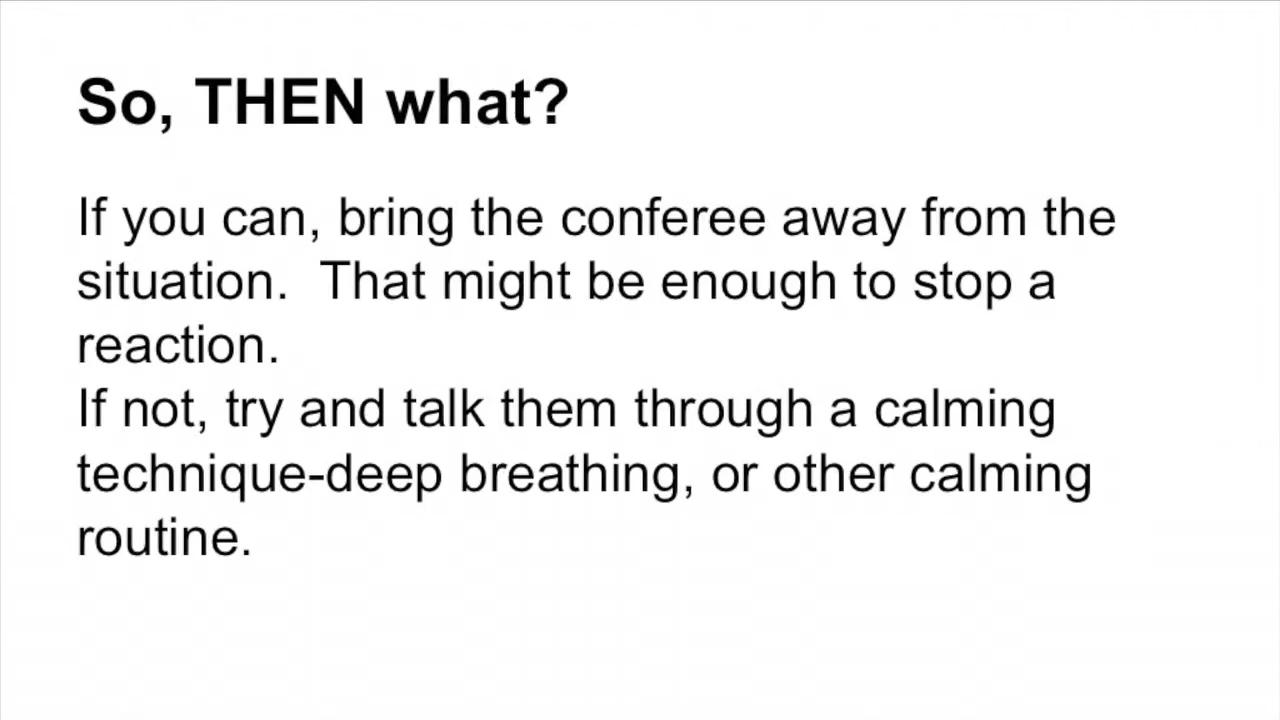 So, THEN what?
If you can, bring the conferee away from the
situation.  That might be enough to stop a
reaction.
If not, try and talk them through a calming
technique-deep breathing, or other calming
routine.